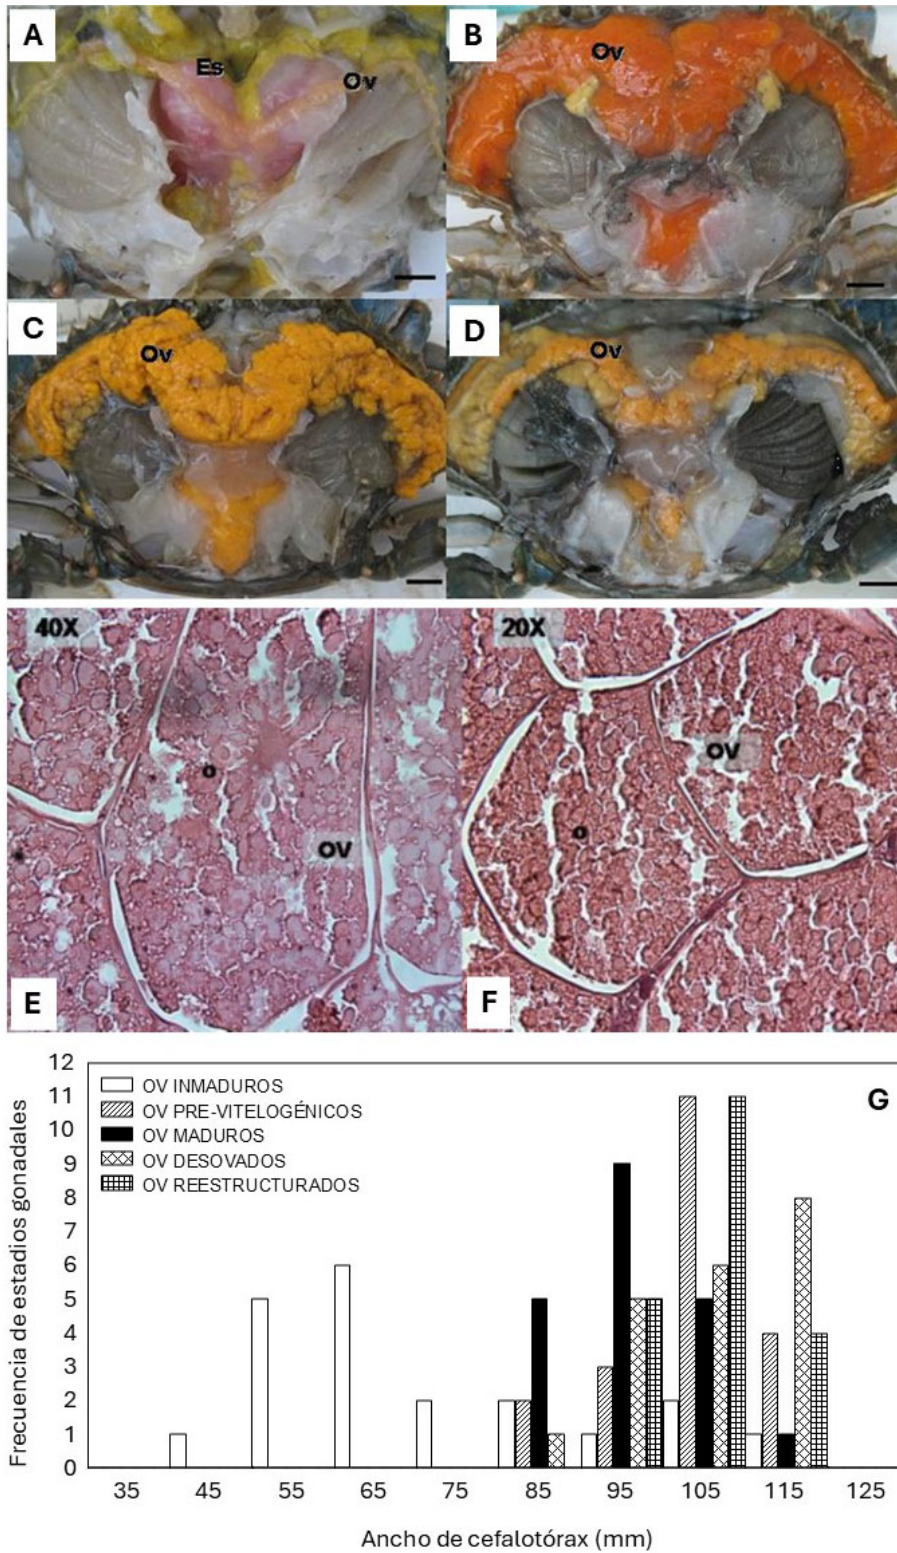 A
Es
Ov
B
Ov
C
Ov
D
Ov
40X
o
OV
E
20X
OV
o
F
G
OV INMADUROS
OV PRE-VITELOGÉNICOS
OV MADUROS
OV DESOVADOS
OV REESTRUCTURADOS
Frecuencia de estadios gonadales
12
11
10
9
8
7
6
5
4
3
2
1
0
35 45 55 65 75 85 95 105 115 125
Ancho de cefalotórax (mm)